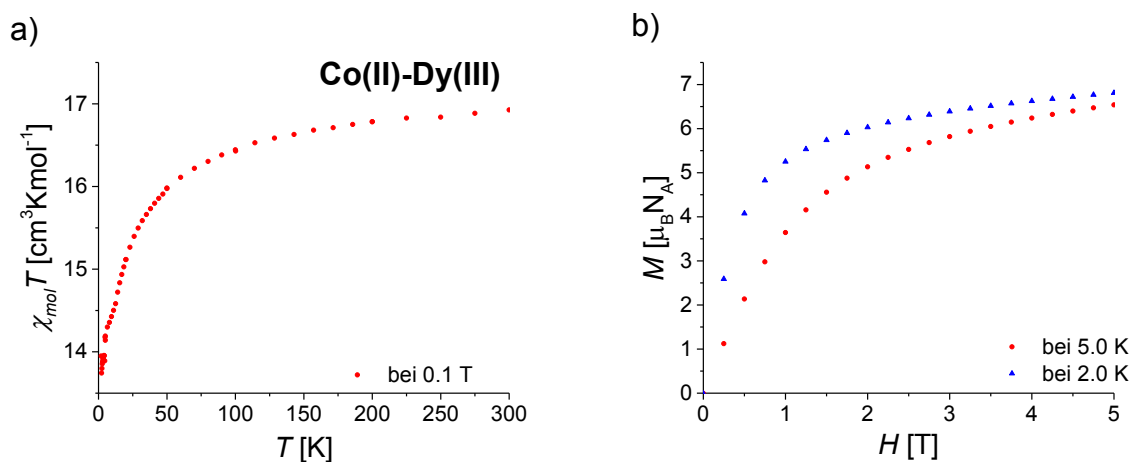 a)
Co(II)-Dy(III)
χmolT [cm³Kmol⁻¹]
17
16
15
14
0 50 100 150 200 250 300
T [K]
bei 0.1 T
b)
M [μBNA]
7
6
5
4
3
2
1
0
0 1 2 3 4 5
H [T]
bei 5.0 K
bei 2.0 K